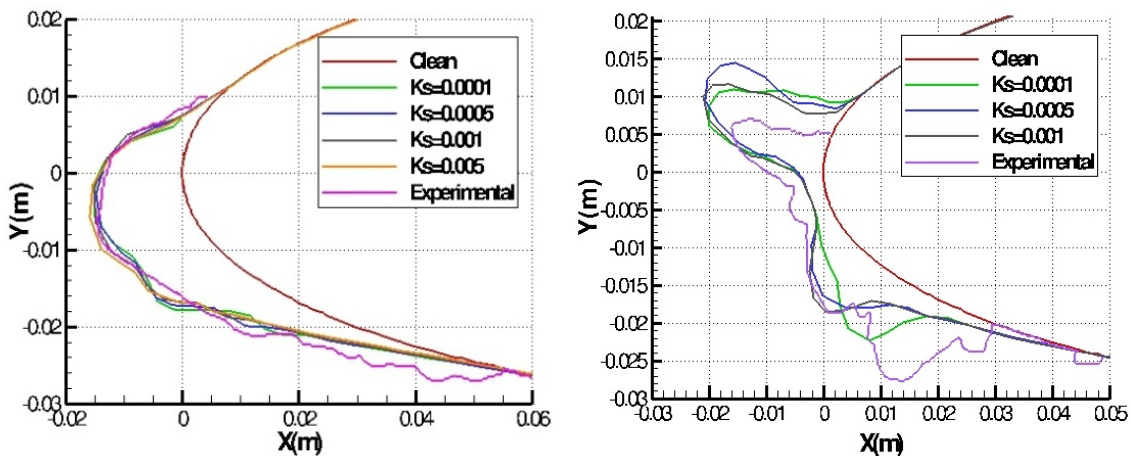 0.02
0.01
0
-0.01
-0.02
-0.03
-0.02
0
0.02
0.04
0.06
Y(m)
X(m)
Clean
Ks=0.0001
Ks=0.0005
Ks=0.001
Ks=0.005
Experimental
0.02
0.015
0.01
0.005
0
-0.005
-0.01
-0.015
-0.02
-0.025
-0.03
-0.03
-0.02
-0.01
0
0.01
0.02
0.03
0.04
0.05
Y(m)
X(m)
Clean
Ks=0.0001
Ks=0.0005
Ks=0.001
Experimental